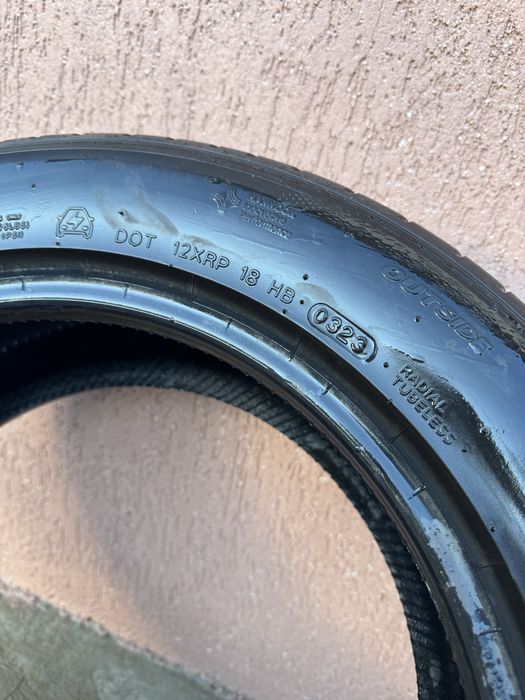 DOT 12XRP 18 HB 0323
OUTSIDE
RADIAL
TUBELESS